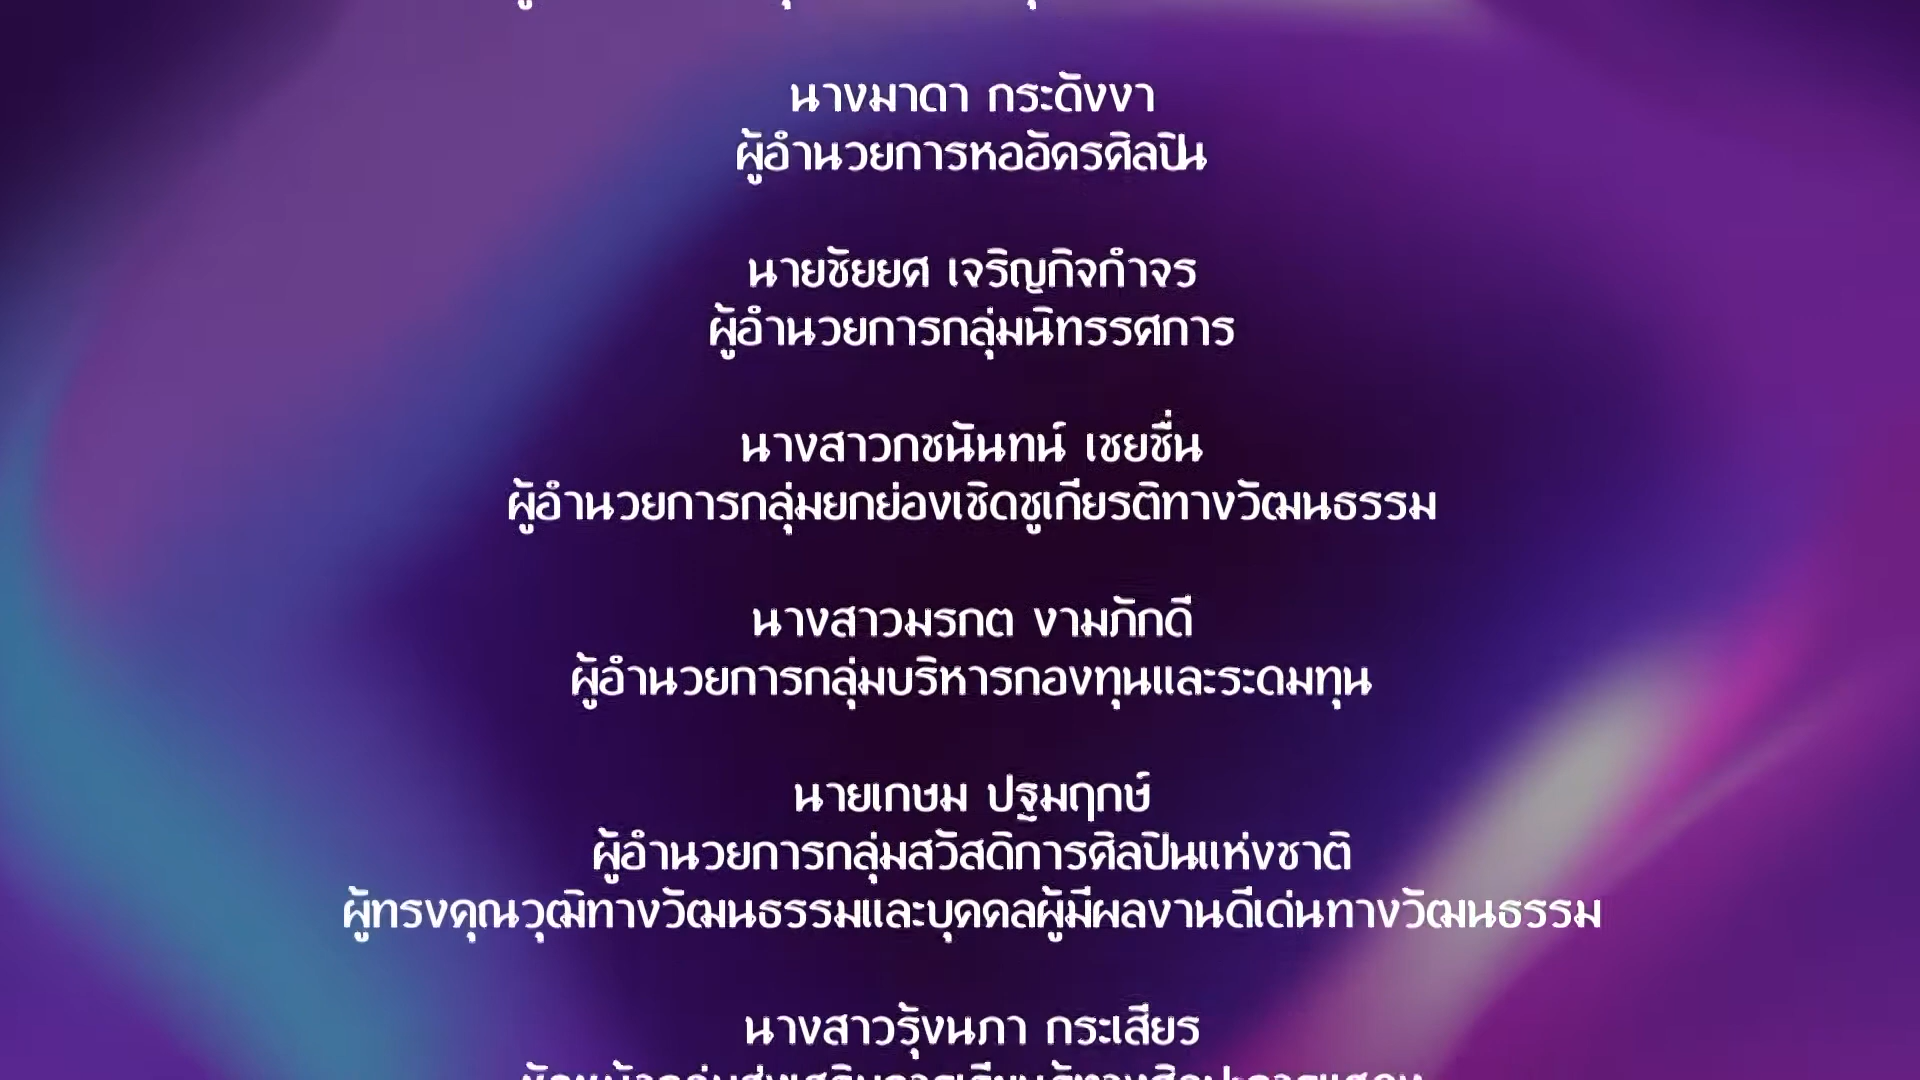 นางมาดา กระดังงา
ผู้อำนวยการหออัครศิลปิน
นายชัยยศ เจริญกิจกำจร
ผู้อำนวยการกลุ่มนิทรรศการ
นางสาวกชนันทน์ เชยชื่น
ผู้อำนวยการกลุ่มยกย่องเชิดชูเกียรติทางวัฒนธรรม
นางสาวมรกต งามภักดี
ผู้อำนวยการกลุ่มบริหารกองทุนและระดมทุน
นายเกษม ปฐมฤกษ์
ผู้อำนวยการกลุ่มสวัสดิการศิลปินแห่งชาติ
ผู้ทรงคุณวุฒิทางวัฒนธรรมและบุคคลผู้มีผลงานดีเด่นทางวัฒนธรรม
นางสาวรุ้งนภา กระเสียร